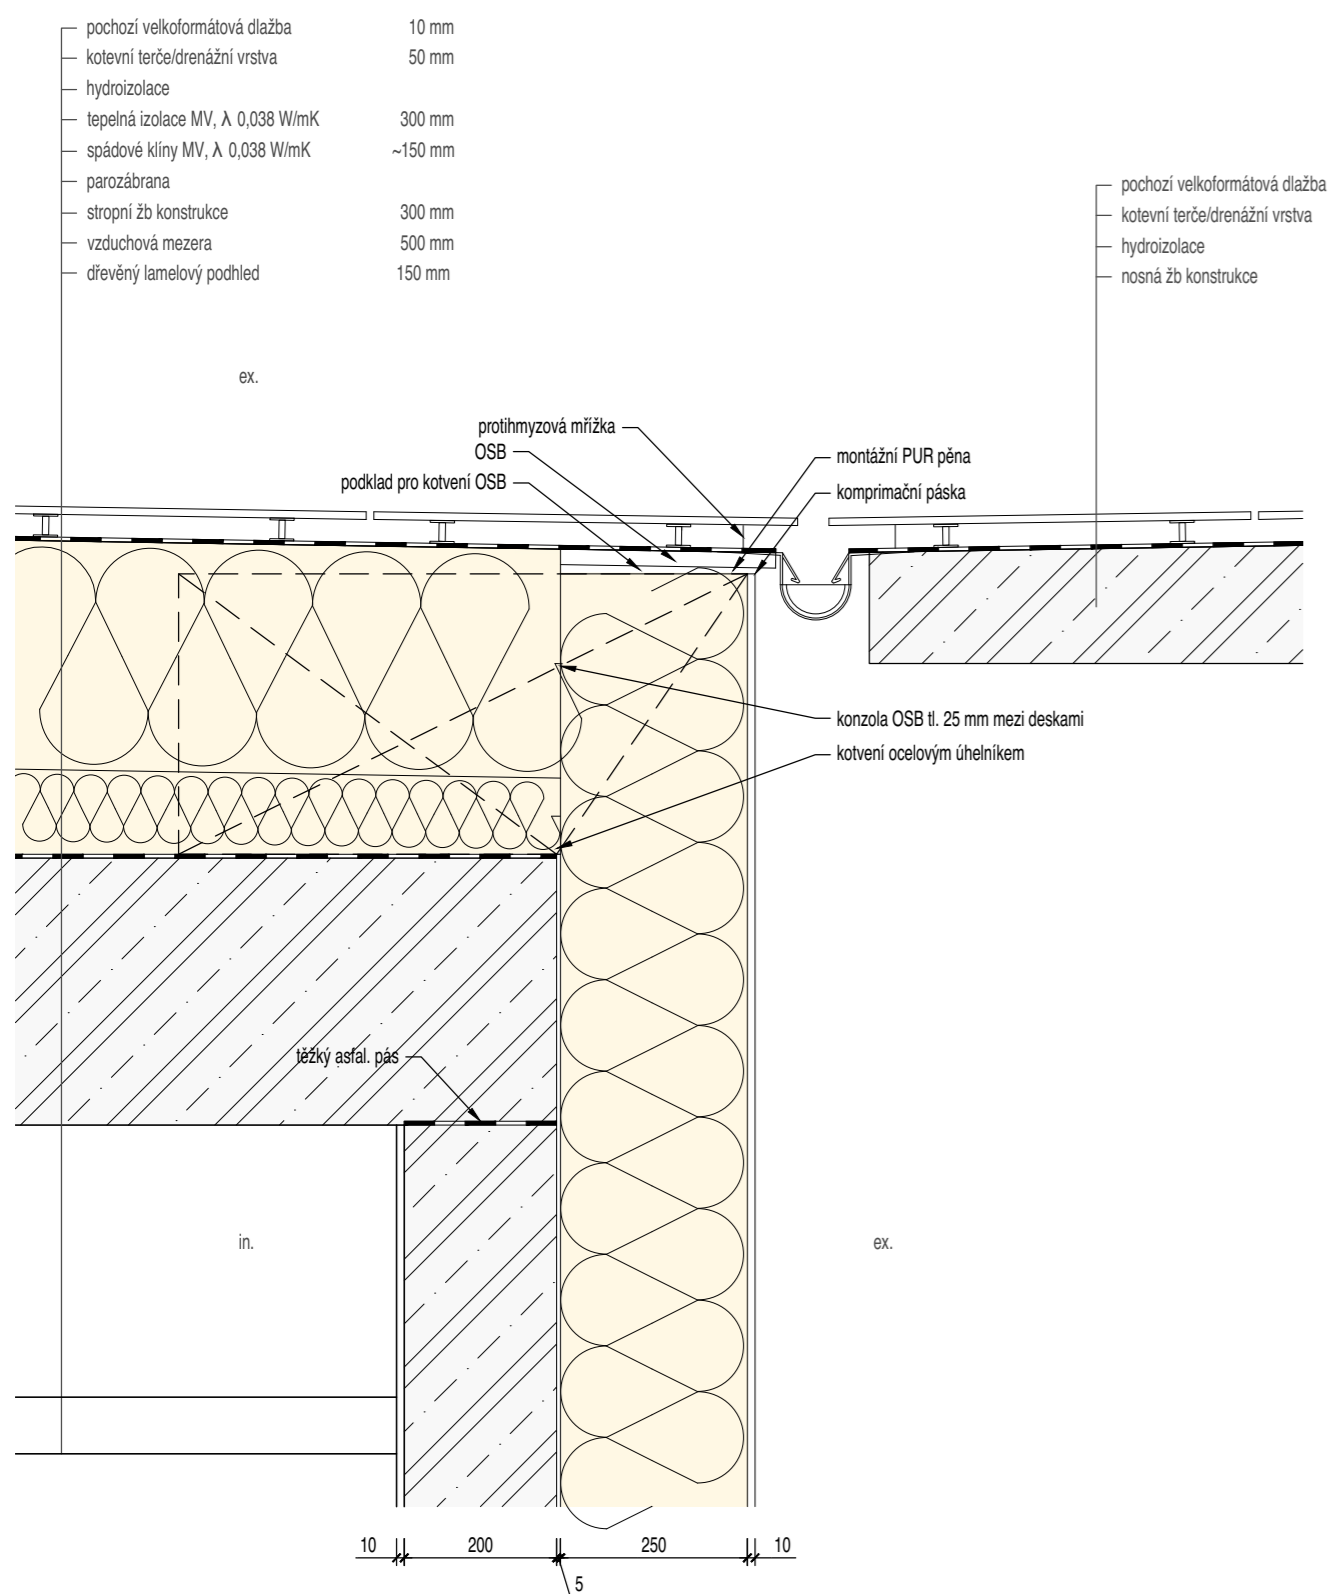 pochozí velkoformátová dlažba 10 mm
kotevní terče/drenážní vrstva 50 mm
hydroizolace
tepelná izolace MV, λ 0,038 W/mK 300 mm
spádové klíny MV, λ 0,038 W/mK ~150 mm
parozábrana
stropní žb konstrukce 300 mm
vzduchová mezera 500 mm
dřevěný lamelový podhled 150 mm
pochozí velkoformátová dlažba
kotevní terče/drenážní vrstva
hydroizolace
nosná žb konstrukce
ex.
protihmyzová mřížka
OSB
podklad pro kotvení OSB
montážní PUR pěna
komprimační páska
konzola OSB tl. 25 mm mezi deskami
kotvení ocelovým úhelníkem
těžký asfal. pás
in.
ex.
10 200 250 10
5